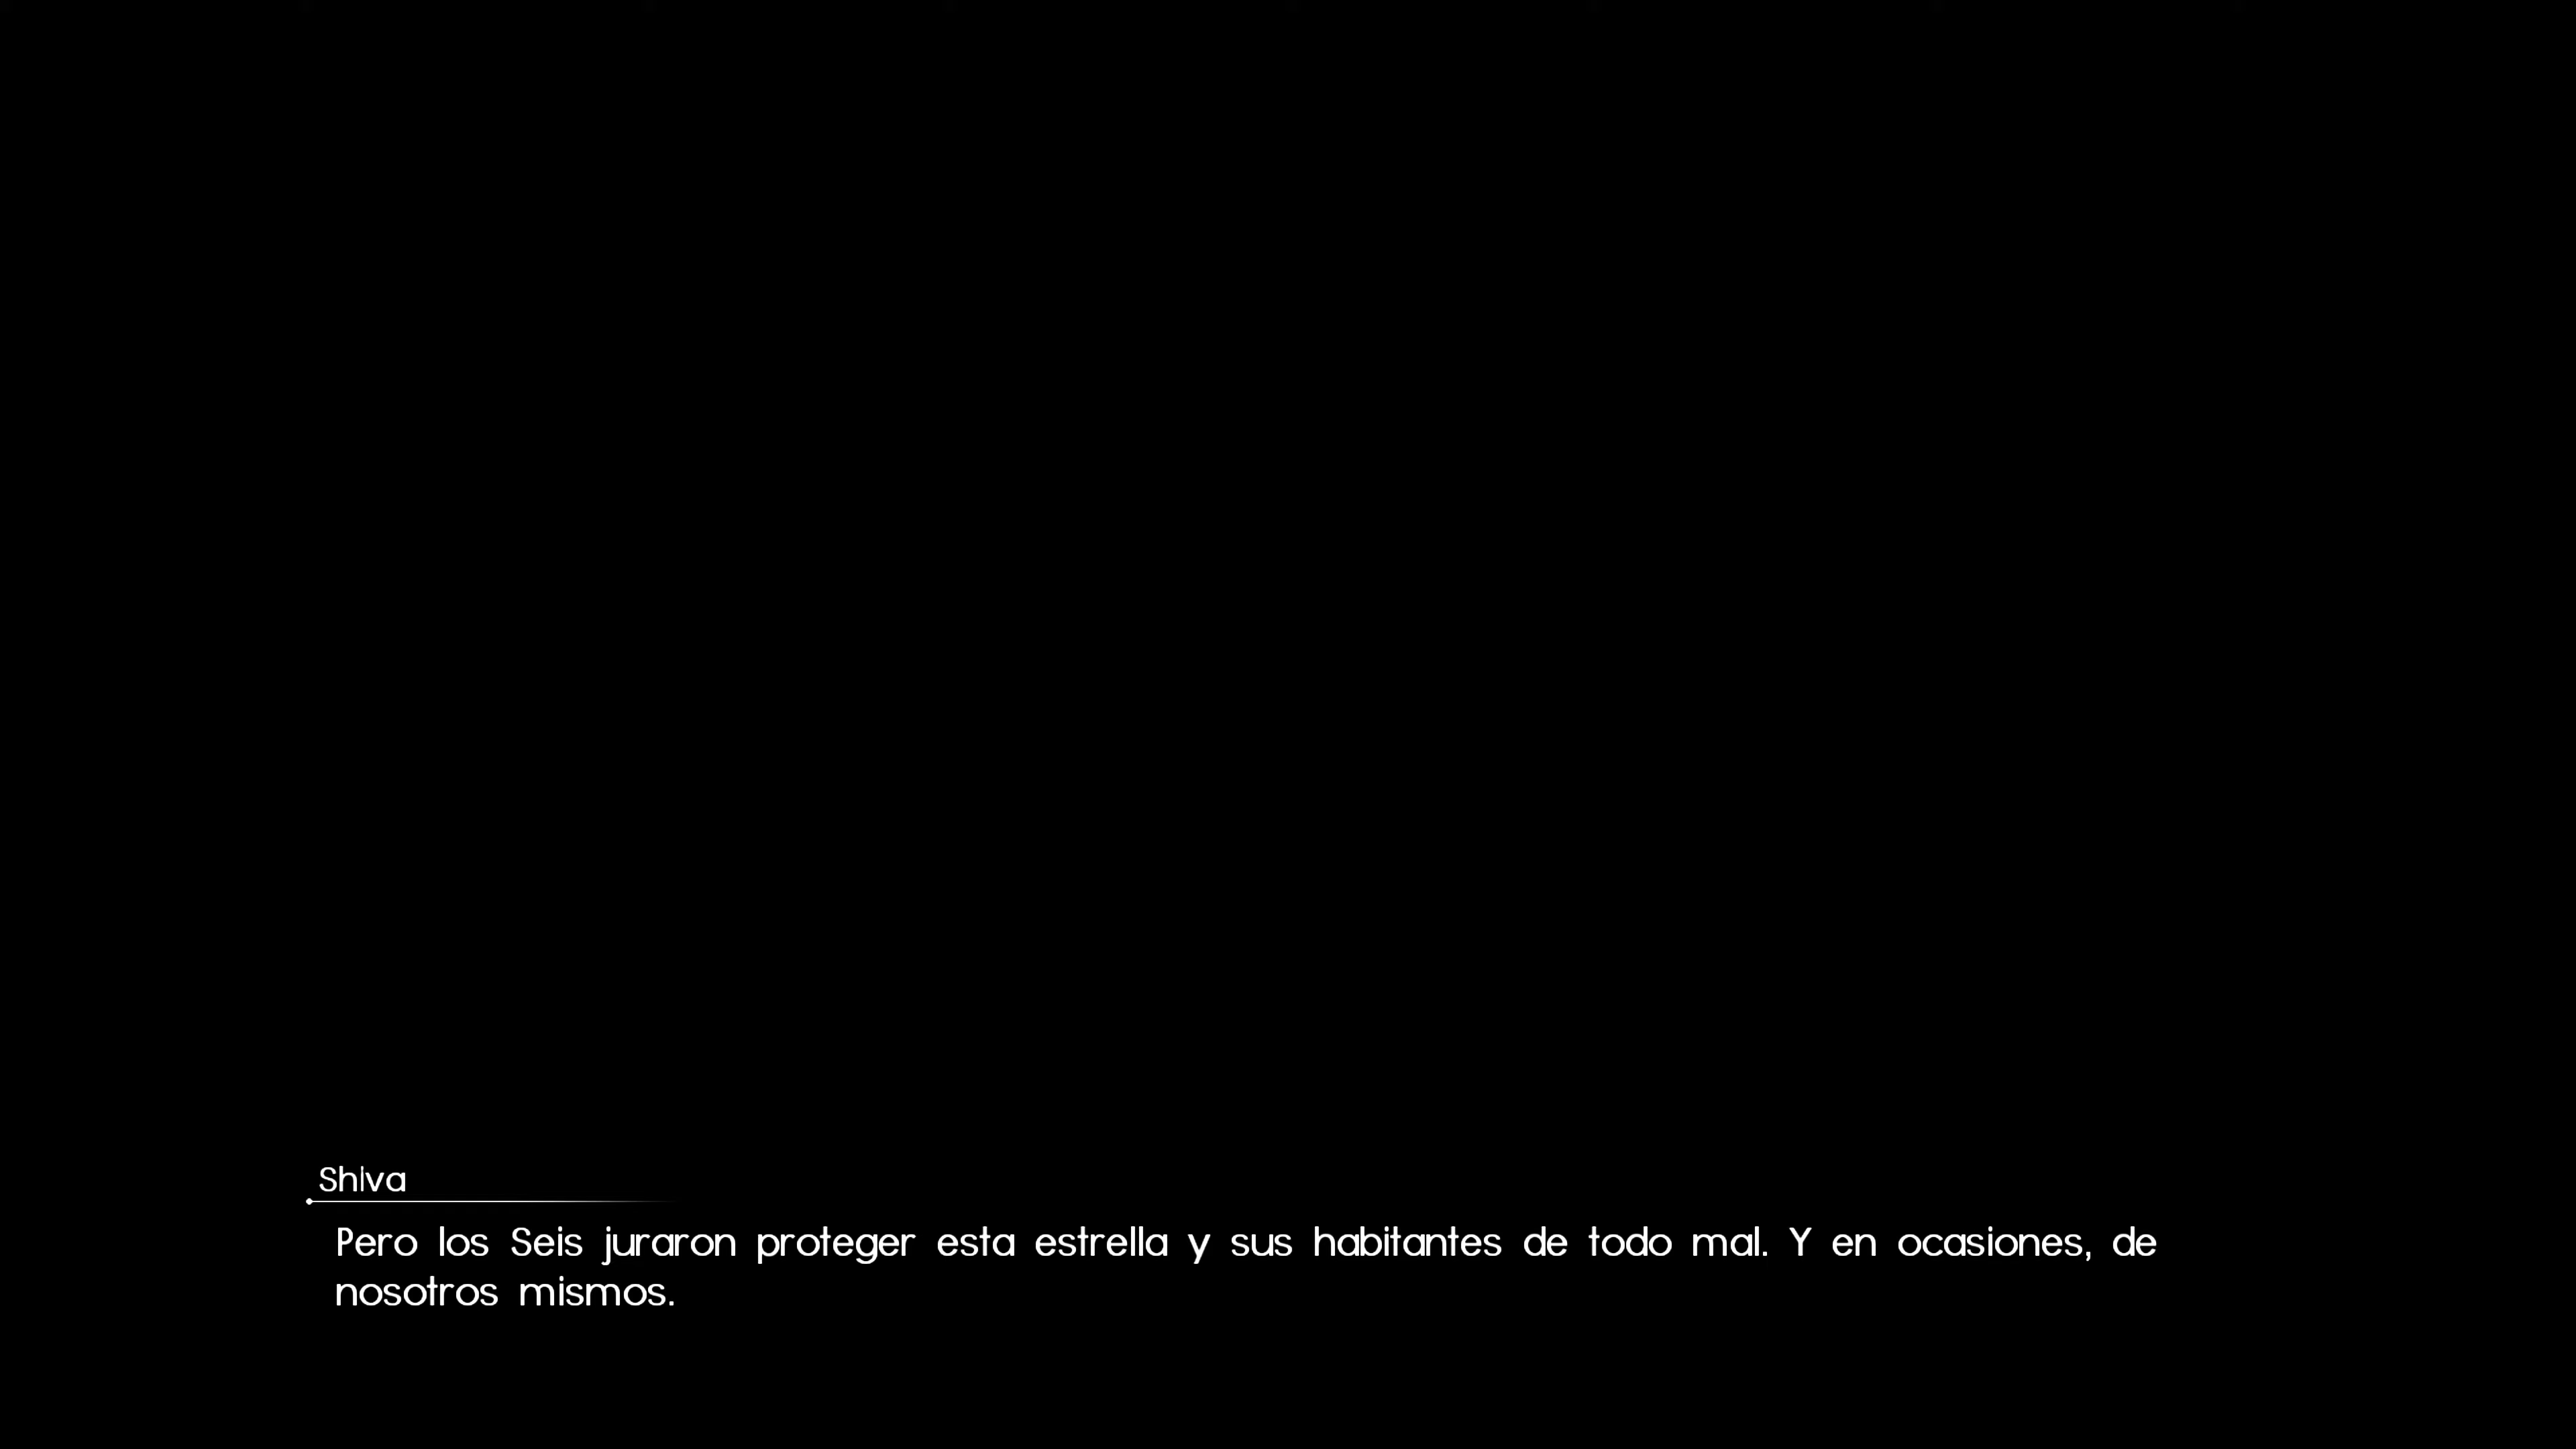 Shiva
Pero los Seis juraron proteger esta estrella y sus habitantes de todo mal. Y en ocasiones, de
nosotros mismos.